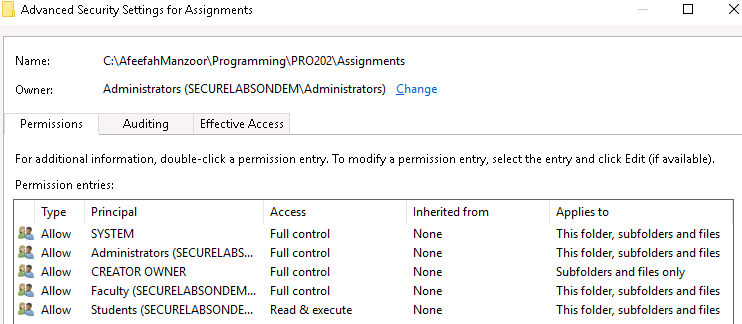 Advanced Security Settings for Assignments
Name: C:\AfeefahManzoor\Programming\PRO202\Assignments
Owner: Administrators (SECURELABSONDEM\Administrators) Change
Permissions Auditing Effective Access
For additional information, double-click a permission entry. To modify a permission entry, select the entry and click Edit (if available).
Permission entries:
Type Principal Access Inherited from Applies to
Allow SYSTEM Full control None This folder, subfolders and files
Allow Administrators (SECURELABS... Full control None This folder, subfolders and files
Allow CREATOR OWNER Full control None Subfolders and files only
Allow Faculty (SECURELABSONDEM... Full control None This folder, subfolders and files
Allow Students (SECURELABSONDE... Read & execute None This folder, subfolders and files